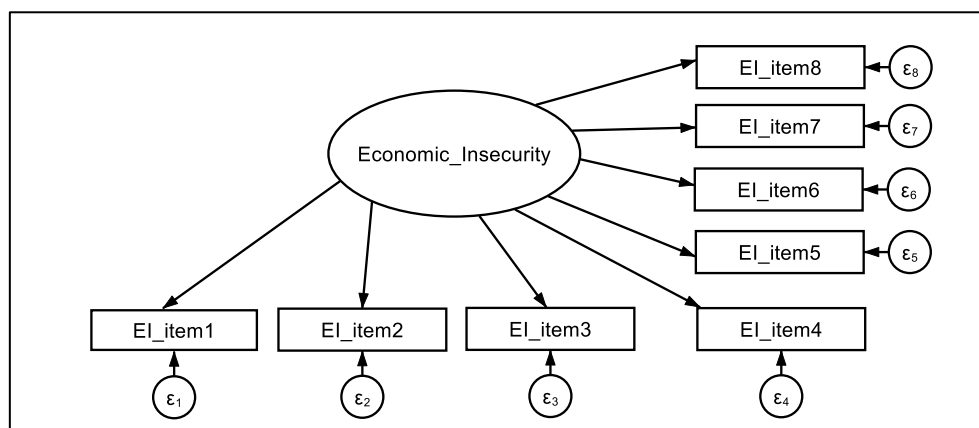 EI_item8
ε8
EI_item7
ε7
Economic_Insecurity
EI_item6
ε6
EI_item5
ε5
EI_item1
EI_item2
EI_item3
EI_item4
ε1
ε2
ε3
ε4